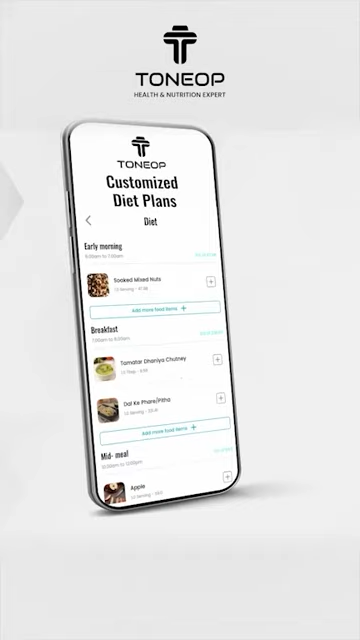 TONEOP
HEALTH & NUTRITION EXPERT
TONEOP
Customized
Diet Plans
Diet
Early morning
Soaked Mixed Nuts
Add more food items +
Breakfast
Tamatar Dhaniya Chutney
Dal Ke Phare/Pitha
Add more food items +
Mid- meal
Apple